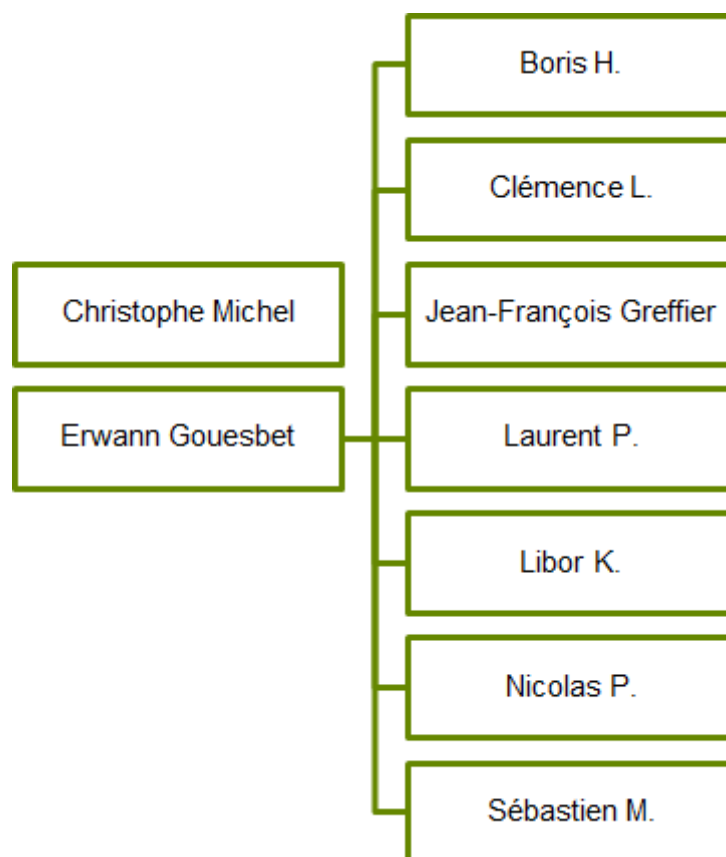 Boris H.
Clémence L.
Christophe Michel
Jean-François Greffier
Erwann Gouesbet
Laurent P.
Libor K.
Nicolas P.
Sébastien M.